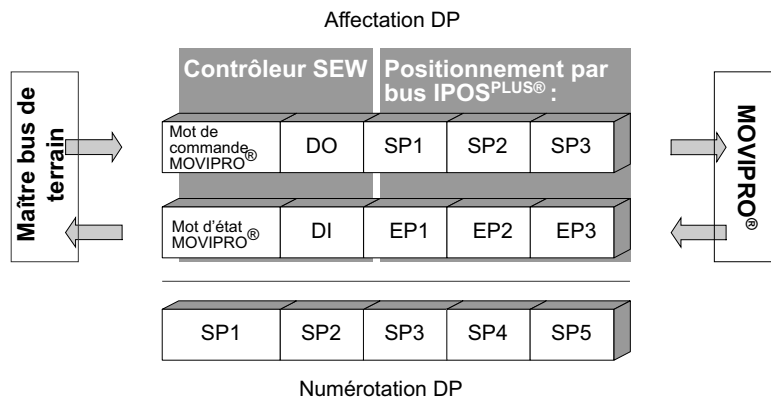 Affectation DP
Contrôleur SEW
Positionnement par
bus IPOSPLUS® :
Maître bus de
terrain
Mot de
commande
MOVIPRO®
DO
SP1
SP2
SP3
MOVIPRO®
Mot d'état
MOVIPRO®
DI
EP1
EP2
EP3
SP1
SP2
SP3
SP4
SP5
Numérotation DP